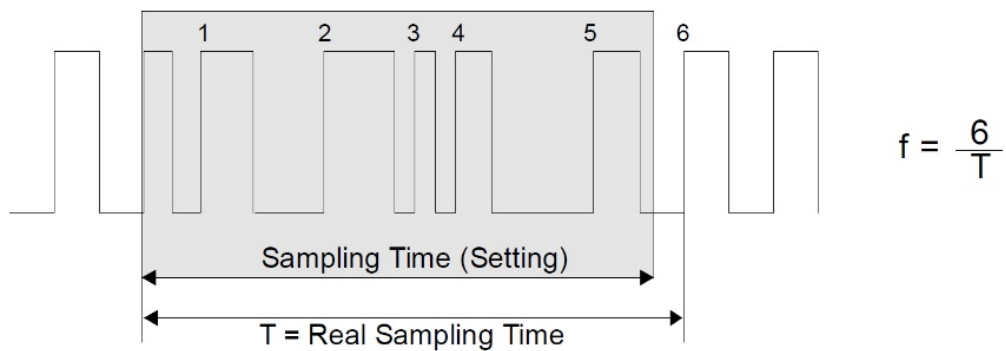 1 2 3 4 5 6
f = 6/T
Sampling Time (Setting)
T = Real Sampling Time